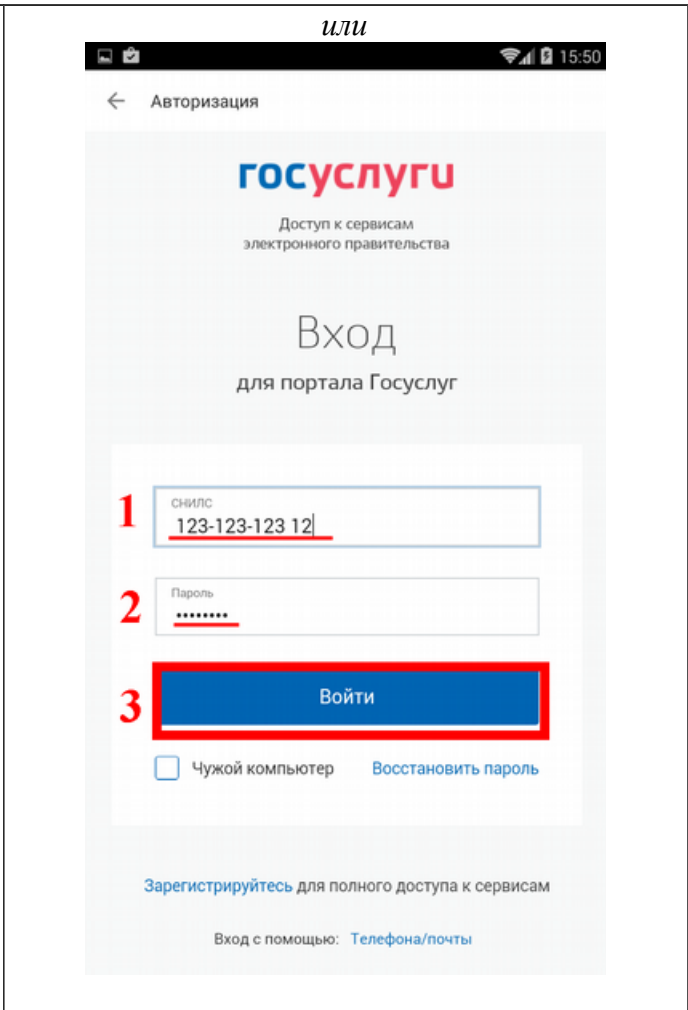 или
15:50
Авторизация
госуслуги
Доступ к сервисам
электронного правительства
Вход
для портала Госуслуг
1
СНИЛС
123-123-123 12
2
Пароль
••••••••
3
Войти
Чужой компьютер Восстановить пароль
Зарегистрируйтесь для полного доступа к сервисам
Вход с помощью: Телефона/почты